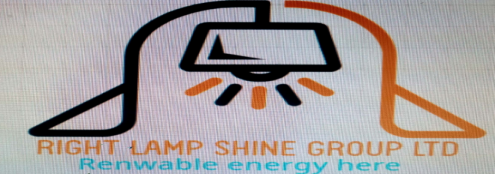 RIGHT LAMP SHINE GROUP LTD
Renwable energy here